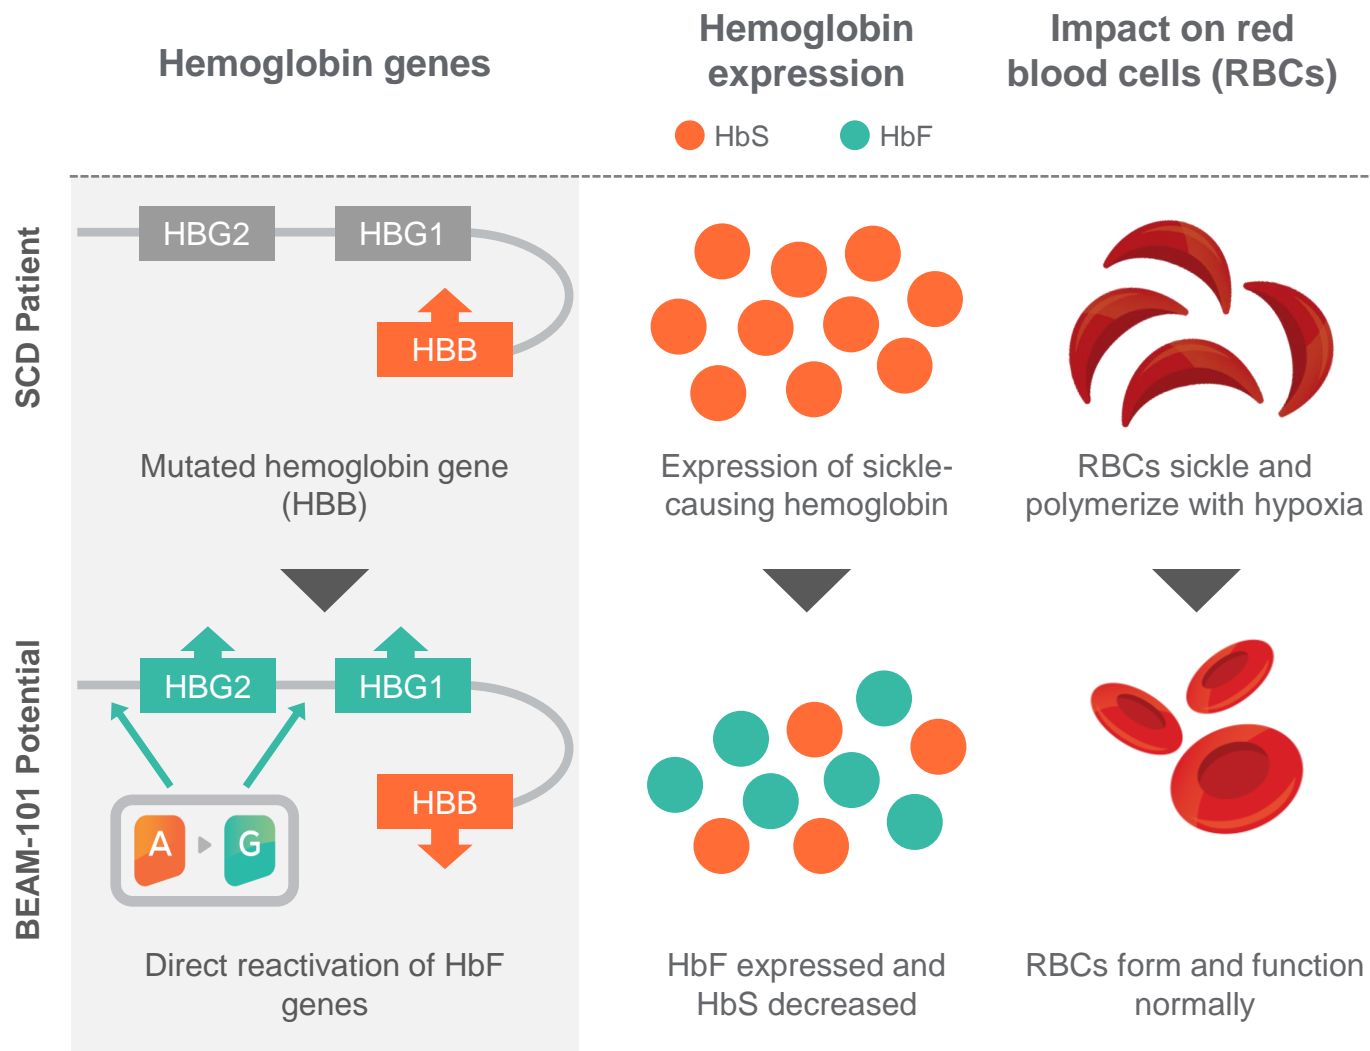 Hemoglobin genes
Hemoglobin
expression
Impact on red
blood cells (RBCs)
HbS
HbF
SCD Patient
HBG2
HBG1
HBB
Mutated hemoglobin gene
(HBB)
Expression of sickle-
causing hemoglobin
RBCs sickle and
polymerize with hypoxia
BEAM-101 Potential
HBG2
HBG1
HBB
A
G
Direct reactivation of HbF
genes
HbF expressed and
HbS decreased
RBCs form and function
normally